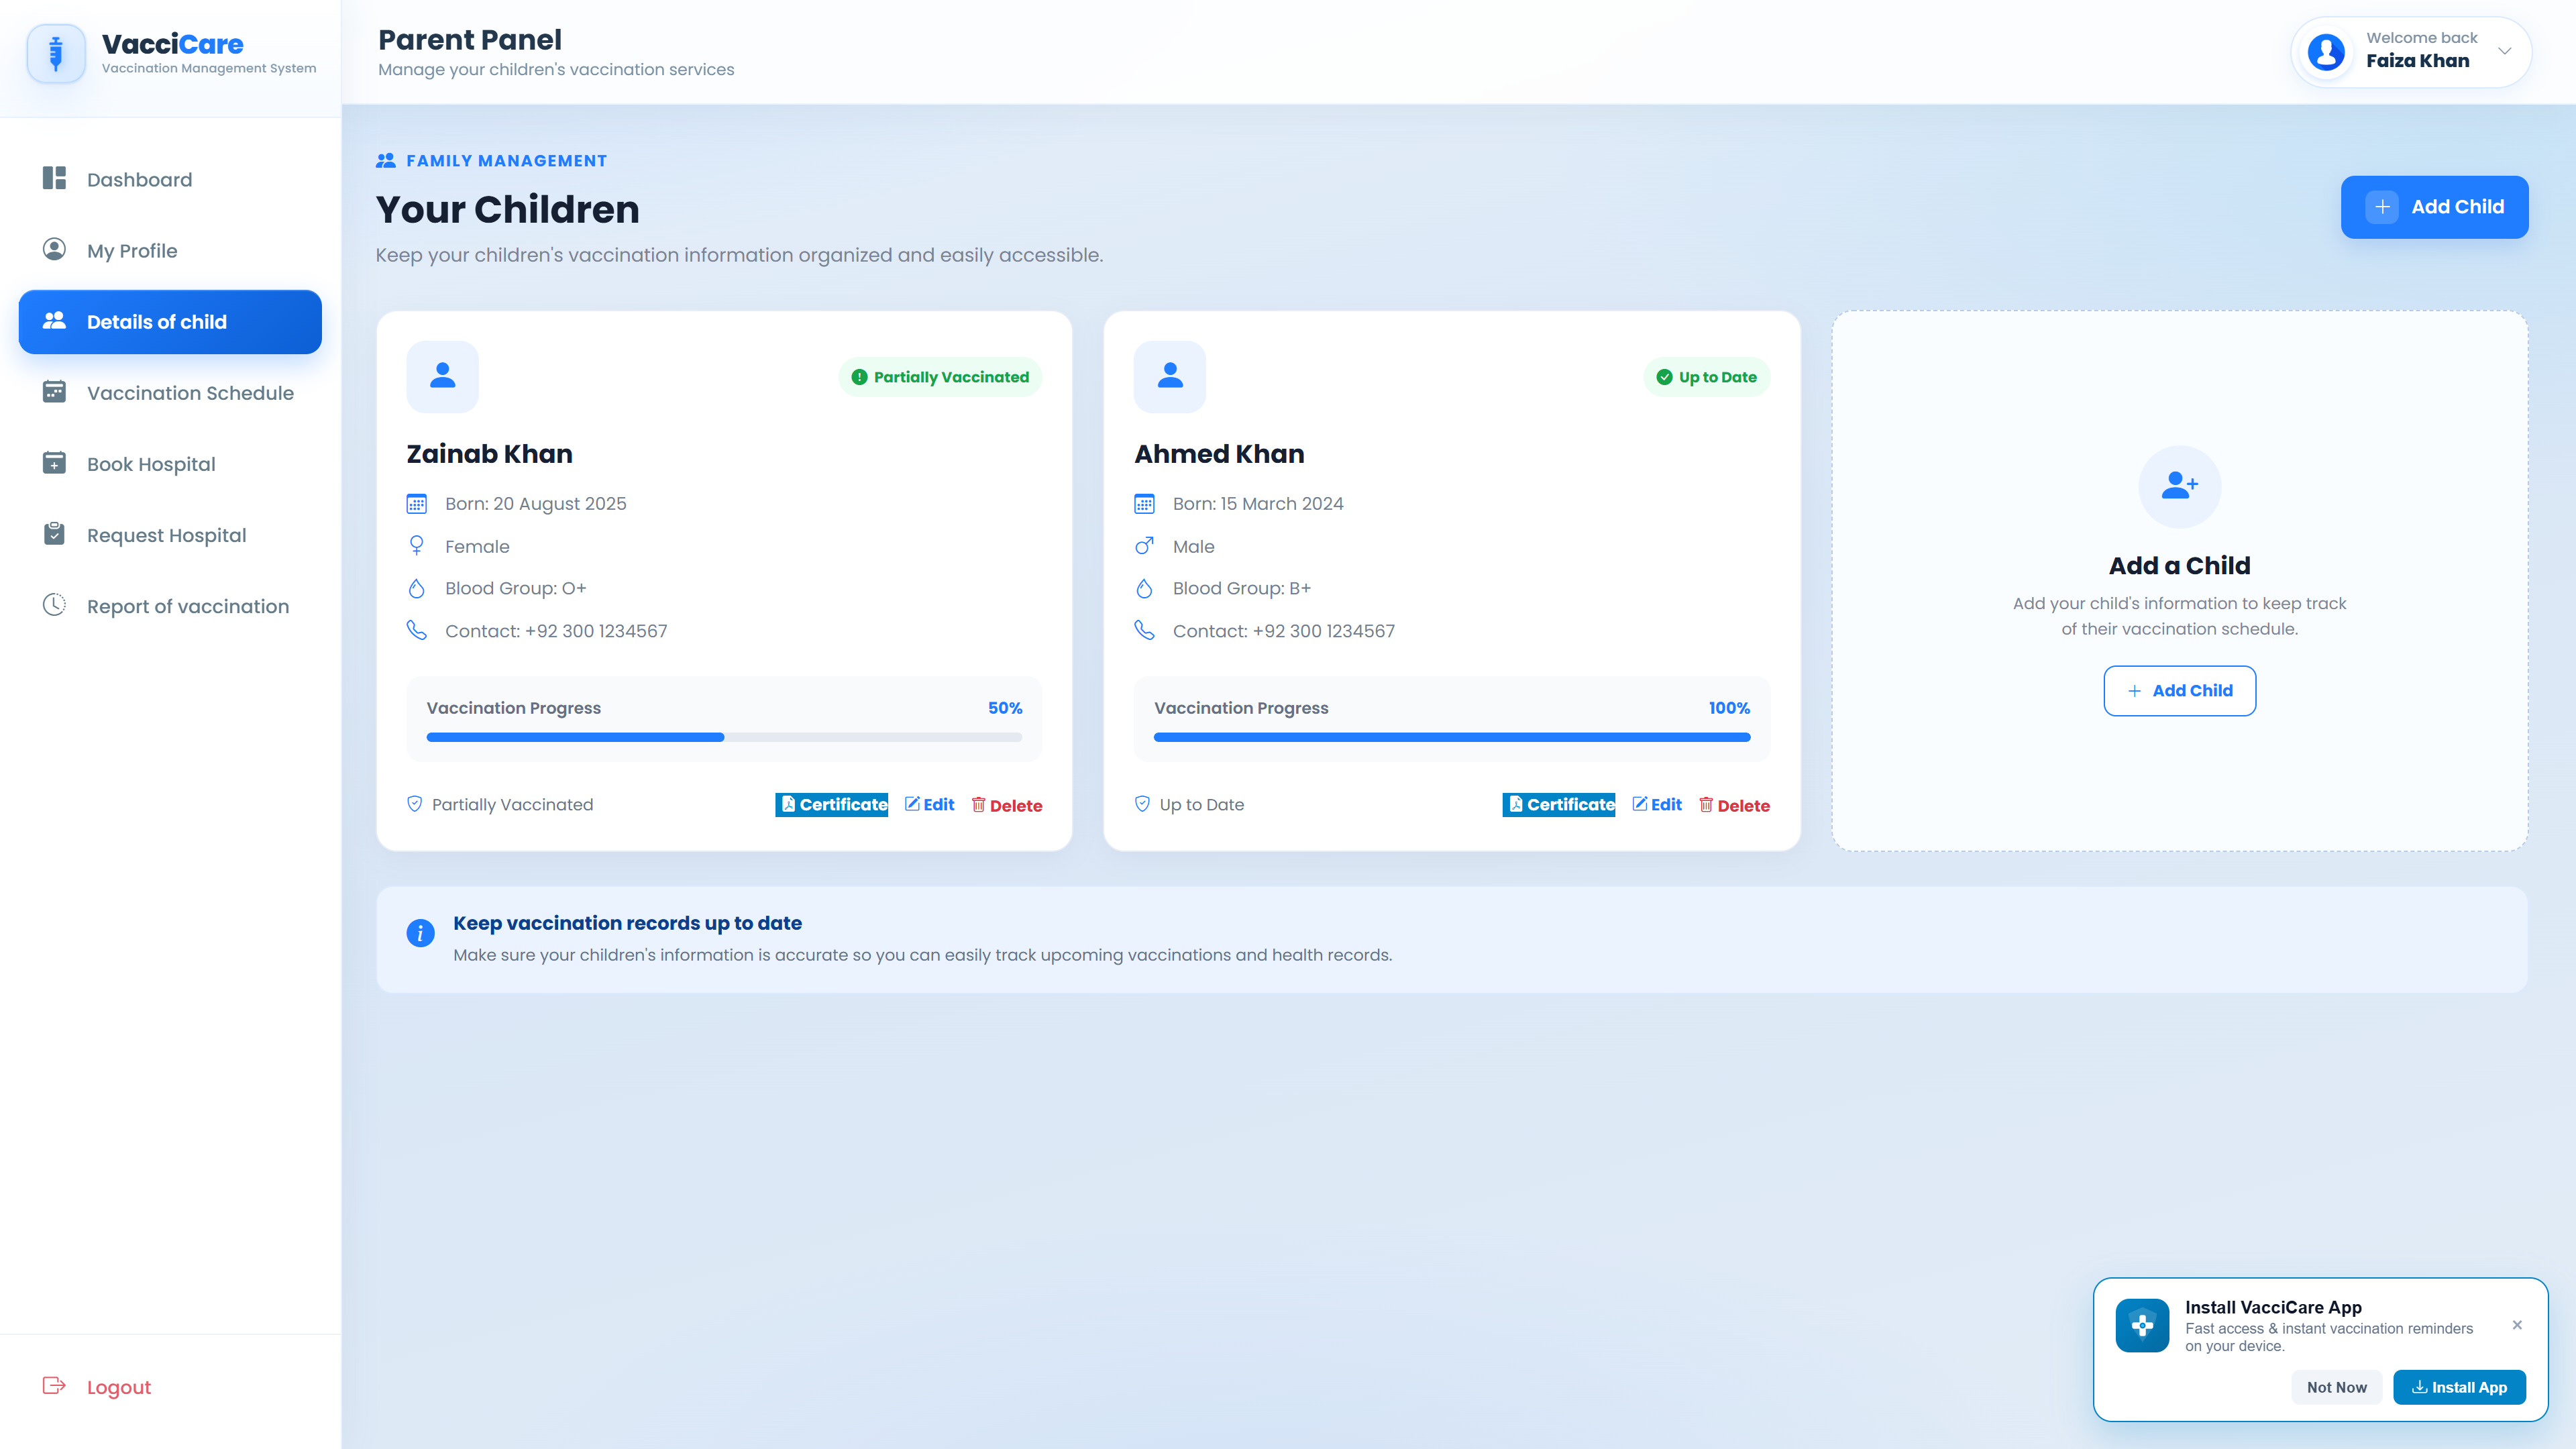 VacciCare
Vaccination Management System
Dashboard
My Profile
Details of child
Vaccination Schedule
Book Hospital
Request Hospital
Report of vaccination
Logout
Parent Panel
Manage your children's vaccination services
Welcome back
Faiza Khan
FAMILY MANAGEMENT
Your Children
Keep your children's vaccination information organized and easily accessible.
Add Child
Partially Vaccinated
Zainab Khan
Born: 20 August 2025
Female
Blood Group: O+
Contact: +92 300 1234567
Vaccination Progress 50%
Partially Vaccinated Certificate Edit Delete
Up to Date
Ahmed Khan
Born: 15 March 2024
Male
Blood Group: B+
Contact: +92 300 1234567
Vaccination Progress 100%
Up to Date Certificate Edit Delete
Add a Child
Add your child's information to keep track
of their vaccination schedule.
Add Child
Keep vaccination records up to date
Make sure your children's information is accurate so you can easily track upcoming vaccinations and health records.
Install VacciCare App
Fast access & instant vaccination reminders
on your device.
Not Now Install App